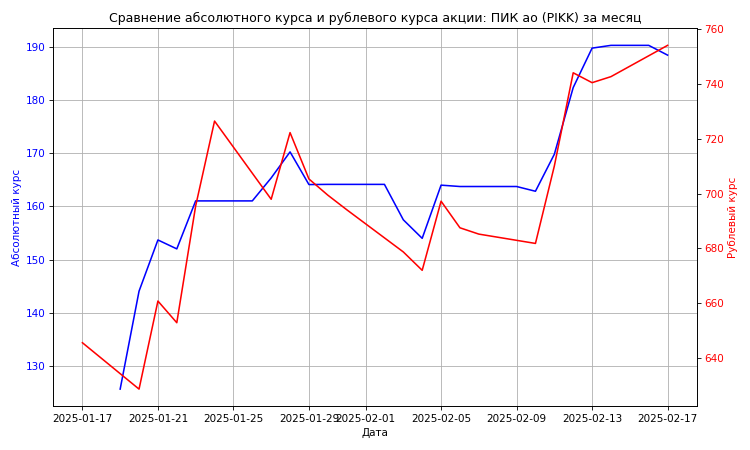 Сравнение абсолютного курса и рублевого курса акции: ПИК ао (PIKK) за месяц
Абсолютный курс
190
180
170
160
150
140
130
760
740
720
700
680
660
640
Рублевый курс
2025-01-17 2025-01-21 2025-01-25 2025-01-29 2025-02-01 2025-02-05 2025-02-09 2025-02-13 2025-02-17
Дата